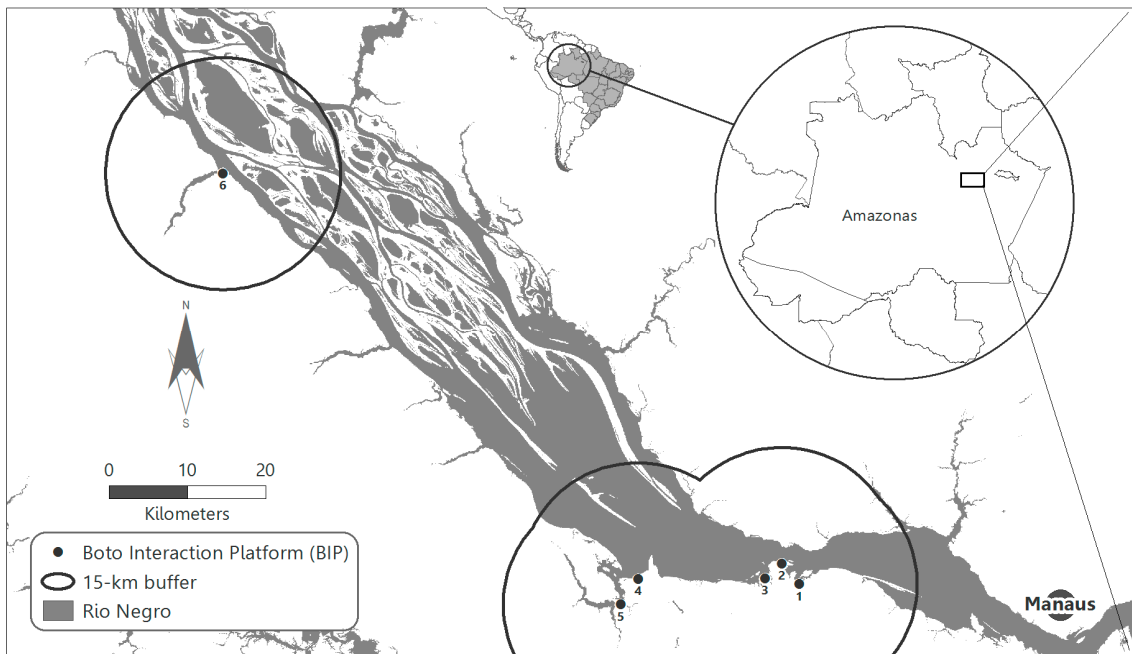 Amazonas
6
N
S
0 10 20
Kilometers
Boto Interaction Platform (BIP)
15-km buffer
Rio Negro
2
3
1
4
5
Manaus